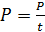 P = P/t